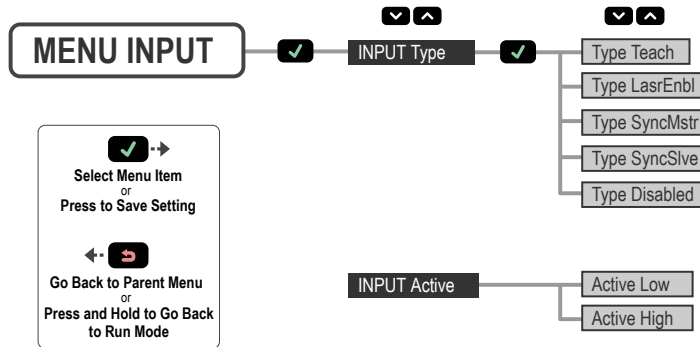 MENU INPUT
INPUT Type
Type Teach
Type LasrEnbl
Type SyncMstr
Type SyncSlve
Type Disabled
Select Menu Item
or
Press to Save Setting
Go Back to Parent Menu
or
Press and Hold to Go Back
to Run Mode
INPUT Active
Active Low
Active High